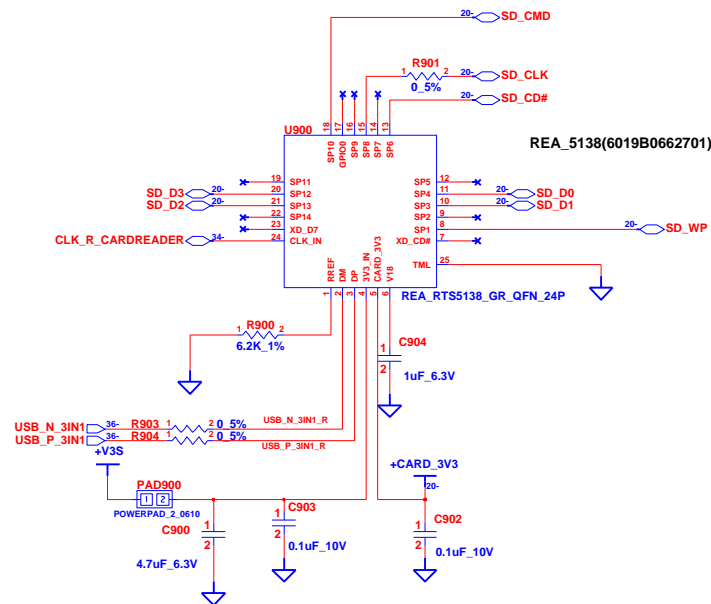 20- SD_CMD
R901
1 2 20- SD_CLK
0_5%
20- SD_CD#
18 17 16 15 14 13
U900
REA_5138(6019B0662701)
SP10 GPIO0 SP9 SP8 SP7 SP6
19 SP11 SP5 12
SD_D3 20- 20 SP12 SP4 11 20- SD_D0
SD_D2 20- 21 SP13 SP3 10 20- SD_D1
22 SP14 SP2 9
23 XD_D7 SP1 8 20- SD_WP
CLK_R_CARDREADER 34- 24 CLK_IN XD_CD# 7
TML 25
RREF DM DP 3V3_IN CARD_3V3 V18
REA_RTS5138_GR_QFN_24P
1 2 3 4 5 6
R900
1 2
6.2K_1%
C904
1
2
1uF_6.3V
USB_N_3IN1 36- R903 1 2 0_5% USB_N_3IN1_R
USB_P_3IN1 36- R904 1 2 0_5% USB_P_3IN1_R
+V3S
+CARD_3V3
20-
PAD900
1 2
POWERPAD_2_0610
C903
1
2
0.1uF_10V
C900
1
2
4.7uF_6.3V
C902
1
2
0.1uF_10V